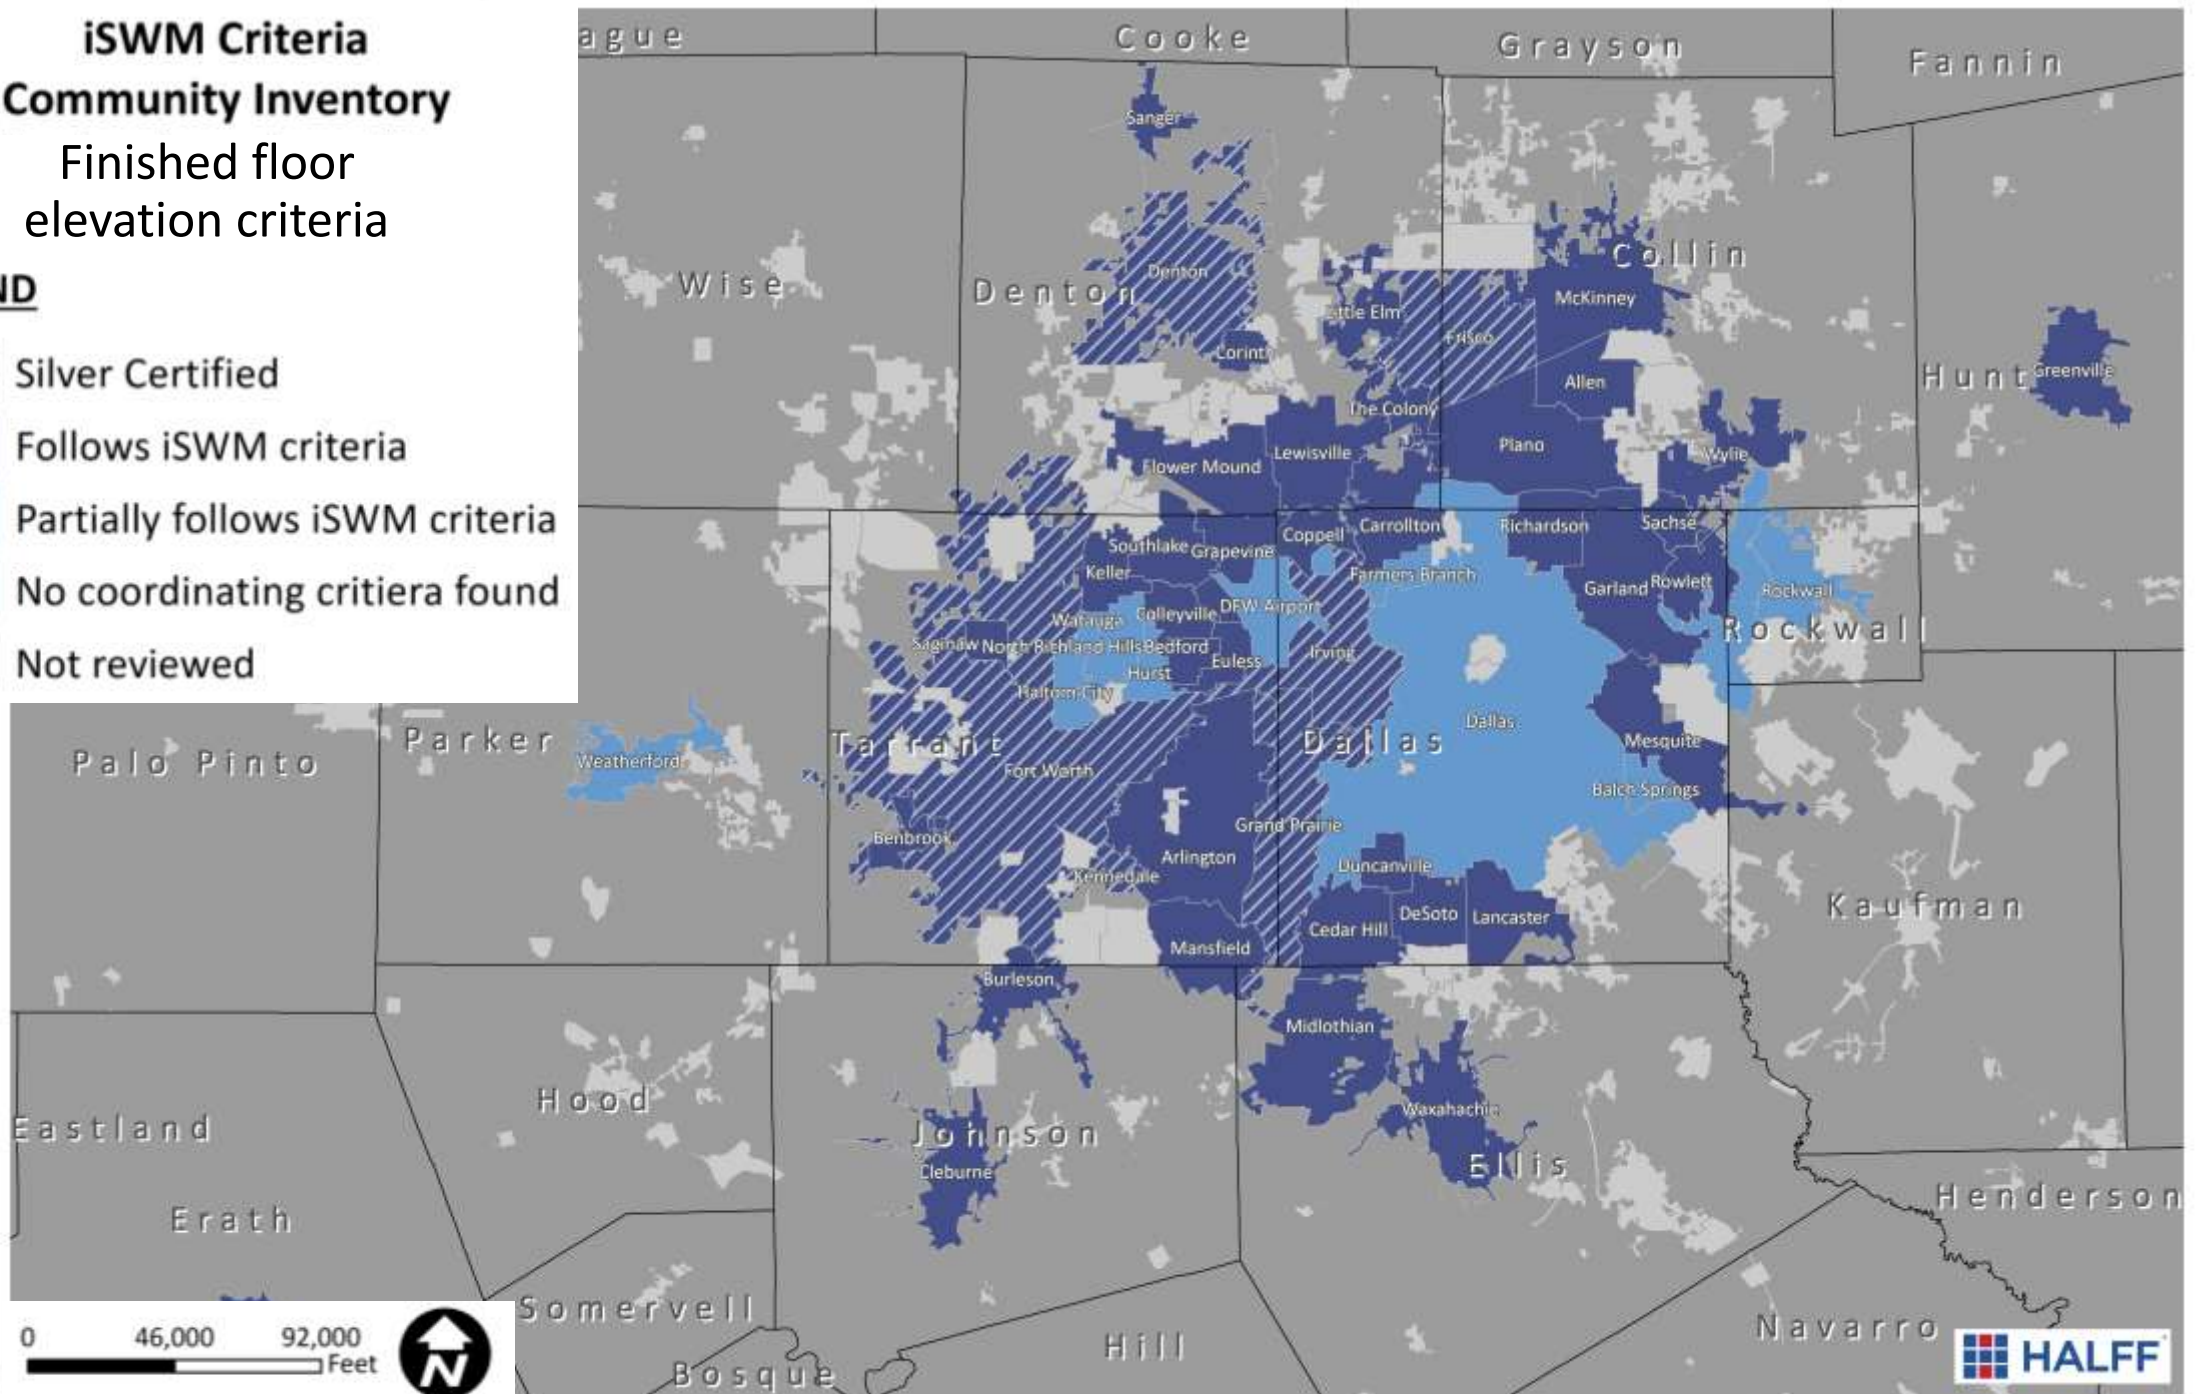 iSWM Criteria
Community Inventory
Finished floor
elevation criteria
ND
Silver Certified
Follows iSWM criteria
Partially follows iSWM criteria
No coordinating critiera found
Not reviewed
ague
Cooke
Grayson
Fannin
Sanger
Collin
Wise
Denton
Denton
McKinney
Little Elm
Frisco
Corinth
Allen
Hunt
Greenville
The Colony
Plano
Flower Mound
Lewisville
Wylie
Southlake
Grapevine
Coppell
Carrollton
Richardson
Sachse
Keller
Farmers Branch
Garland
Rowlett
Rockwall
Watauga
Colleyville
DFW Airport
Rockwall
Saginaw
North Richland Hills
Bedford
Euless
Irving
Hurst
Haltom City
Dallas
Palo Pinto
Parker
Weatherford
Tarrant
Fort Worth
Dallas
Mesquite
Balch Springs
Benbrook
Grand Prairie
Arlington
Duncanville
Kennedale
Kaufman
Cedar Hill
DeSoto
Lancaster
Mansfield
Burleson
Midlothian
Hood
Eastland
Johnson
Waxahachie
Cleburne
Ellis
Erath
Henderson
Somervell
Hill
Navarro
Bosque
0 46,000 92,000
Feet
N
HALFF